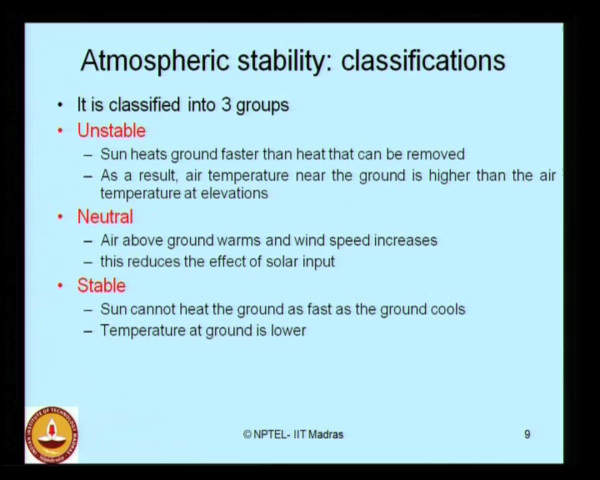 Atmospheric stability: classifications
• It is classified into 3 groups
• Unstable
– Sun heats ground faster than heat that can be removed
– As a result, air temperature near the ground is higher than the air
temperature at elevations
• Neutral
– Air above ground warms and wind speed increases
– this reduces the effect of solar input
• Stable
– Sun cannot heat the ground as fast as the ground cools
– Temperature at ground is lower
© NPTEL- IIT Madras
9